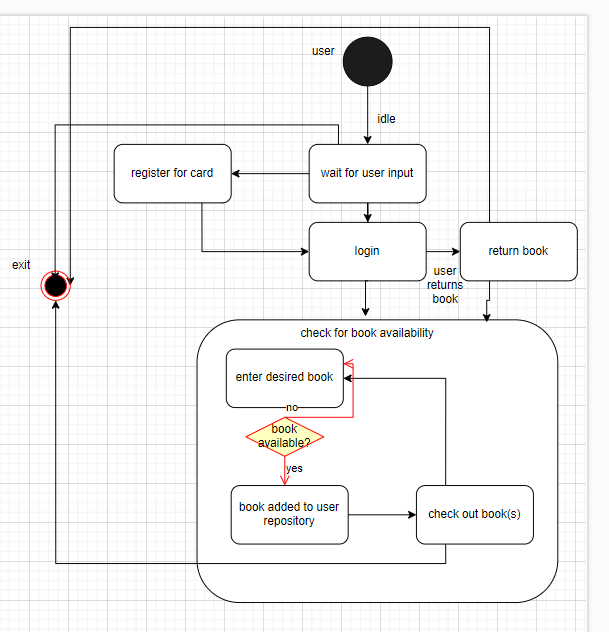 user
idle
register for card
wait for user input
login
return book
exit
user
returns
book
check for book availability
enter desired book
no
book
available?
yes
book added to user
repository
check out book(s)